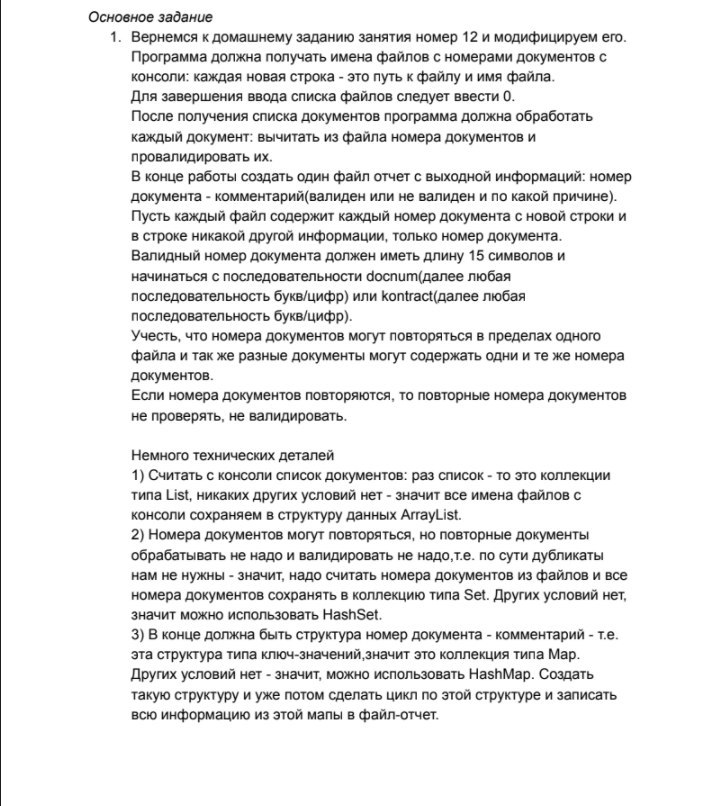 Основное задание
1. Вернемся к домашнему заданию занятия номер 12 и модифицируем его.
Программа должна получать имена файлов с номерами документов с
консоли: каждая новая строка - это путь к файлу и имя файла.
Для завершения ввода списка файлов следует ввести 0.
После получения списка документов программа должна обработать
каждый документ: вычитать из файла номера документов и
провалидировать их.
В конце работы создать один файл отчет с выходной информаций: номер
документа - комментарий(валиден или не валиден и по какой причине).
Пусть каждый файл содержит каждый номер документа с новой строки и
в строке никакой другой информации, только номер документа.
Валидный номер документа должен иметь длину 15 символов и
начинаться с последовательности docnum(далее любая
последовательность букв/цифр) или kontract(далее любая
последовательность букв/цифр).
Учесть, что номера документов могут повторяться в пределах одного
файла и так же разные документы могут содержать одни и те же номера
документов.
Если номера документов повторяются, то повторные номера документов
не проверять, не валидировать.
Немного технических деталей
1) Считать с консоли список документов: раз список - то это коллекции
типа List, никаких других условий нет - значит все имена файлов с
консоли сохраняем в структуру данных ArrayList.
2) Номера документов могут повторяться, но повторные документы
обрабатывать не надо и валидировать не надо,т.е. по сути дубликаты
нам не нужны - значит, надо считать номера документов из файлов и все
номера документов сохранять в коллекцию типа Set. Других условий нет,
значит можно использовать HashSet.
3) В конце должна быть структура номер документа - комментарий - т.е.
эта структура типа ключ-значений,значит это коллекция типа Map.
Других условий нет - значит, можно использовать HashMap. Создать
такую структуру и уже потом сделать цикл по этой структуре и записать
всю информацию из этой мапы в файл-отчет.